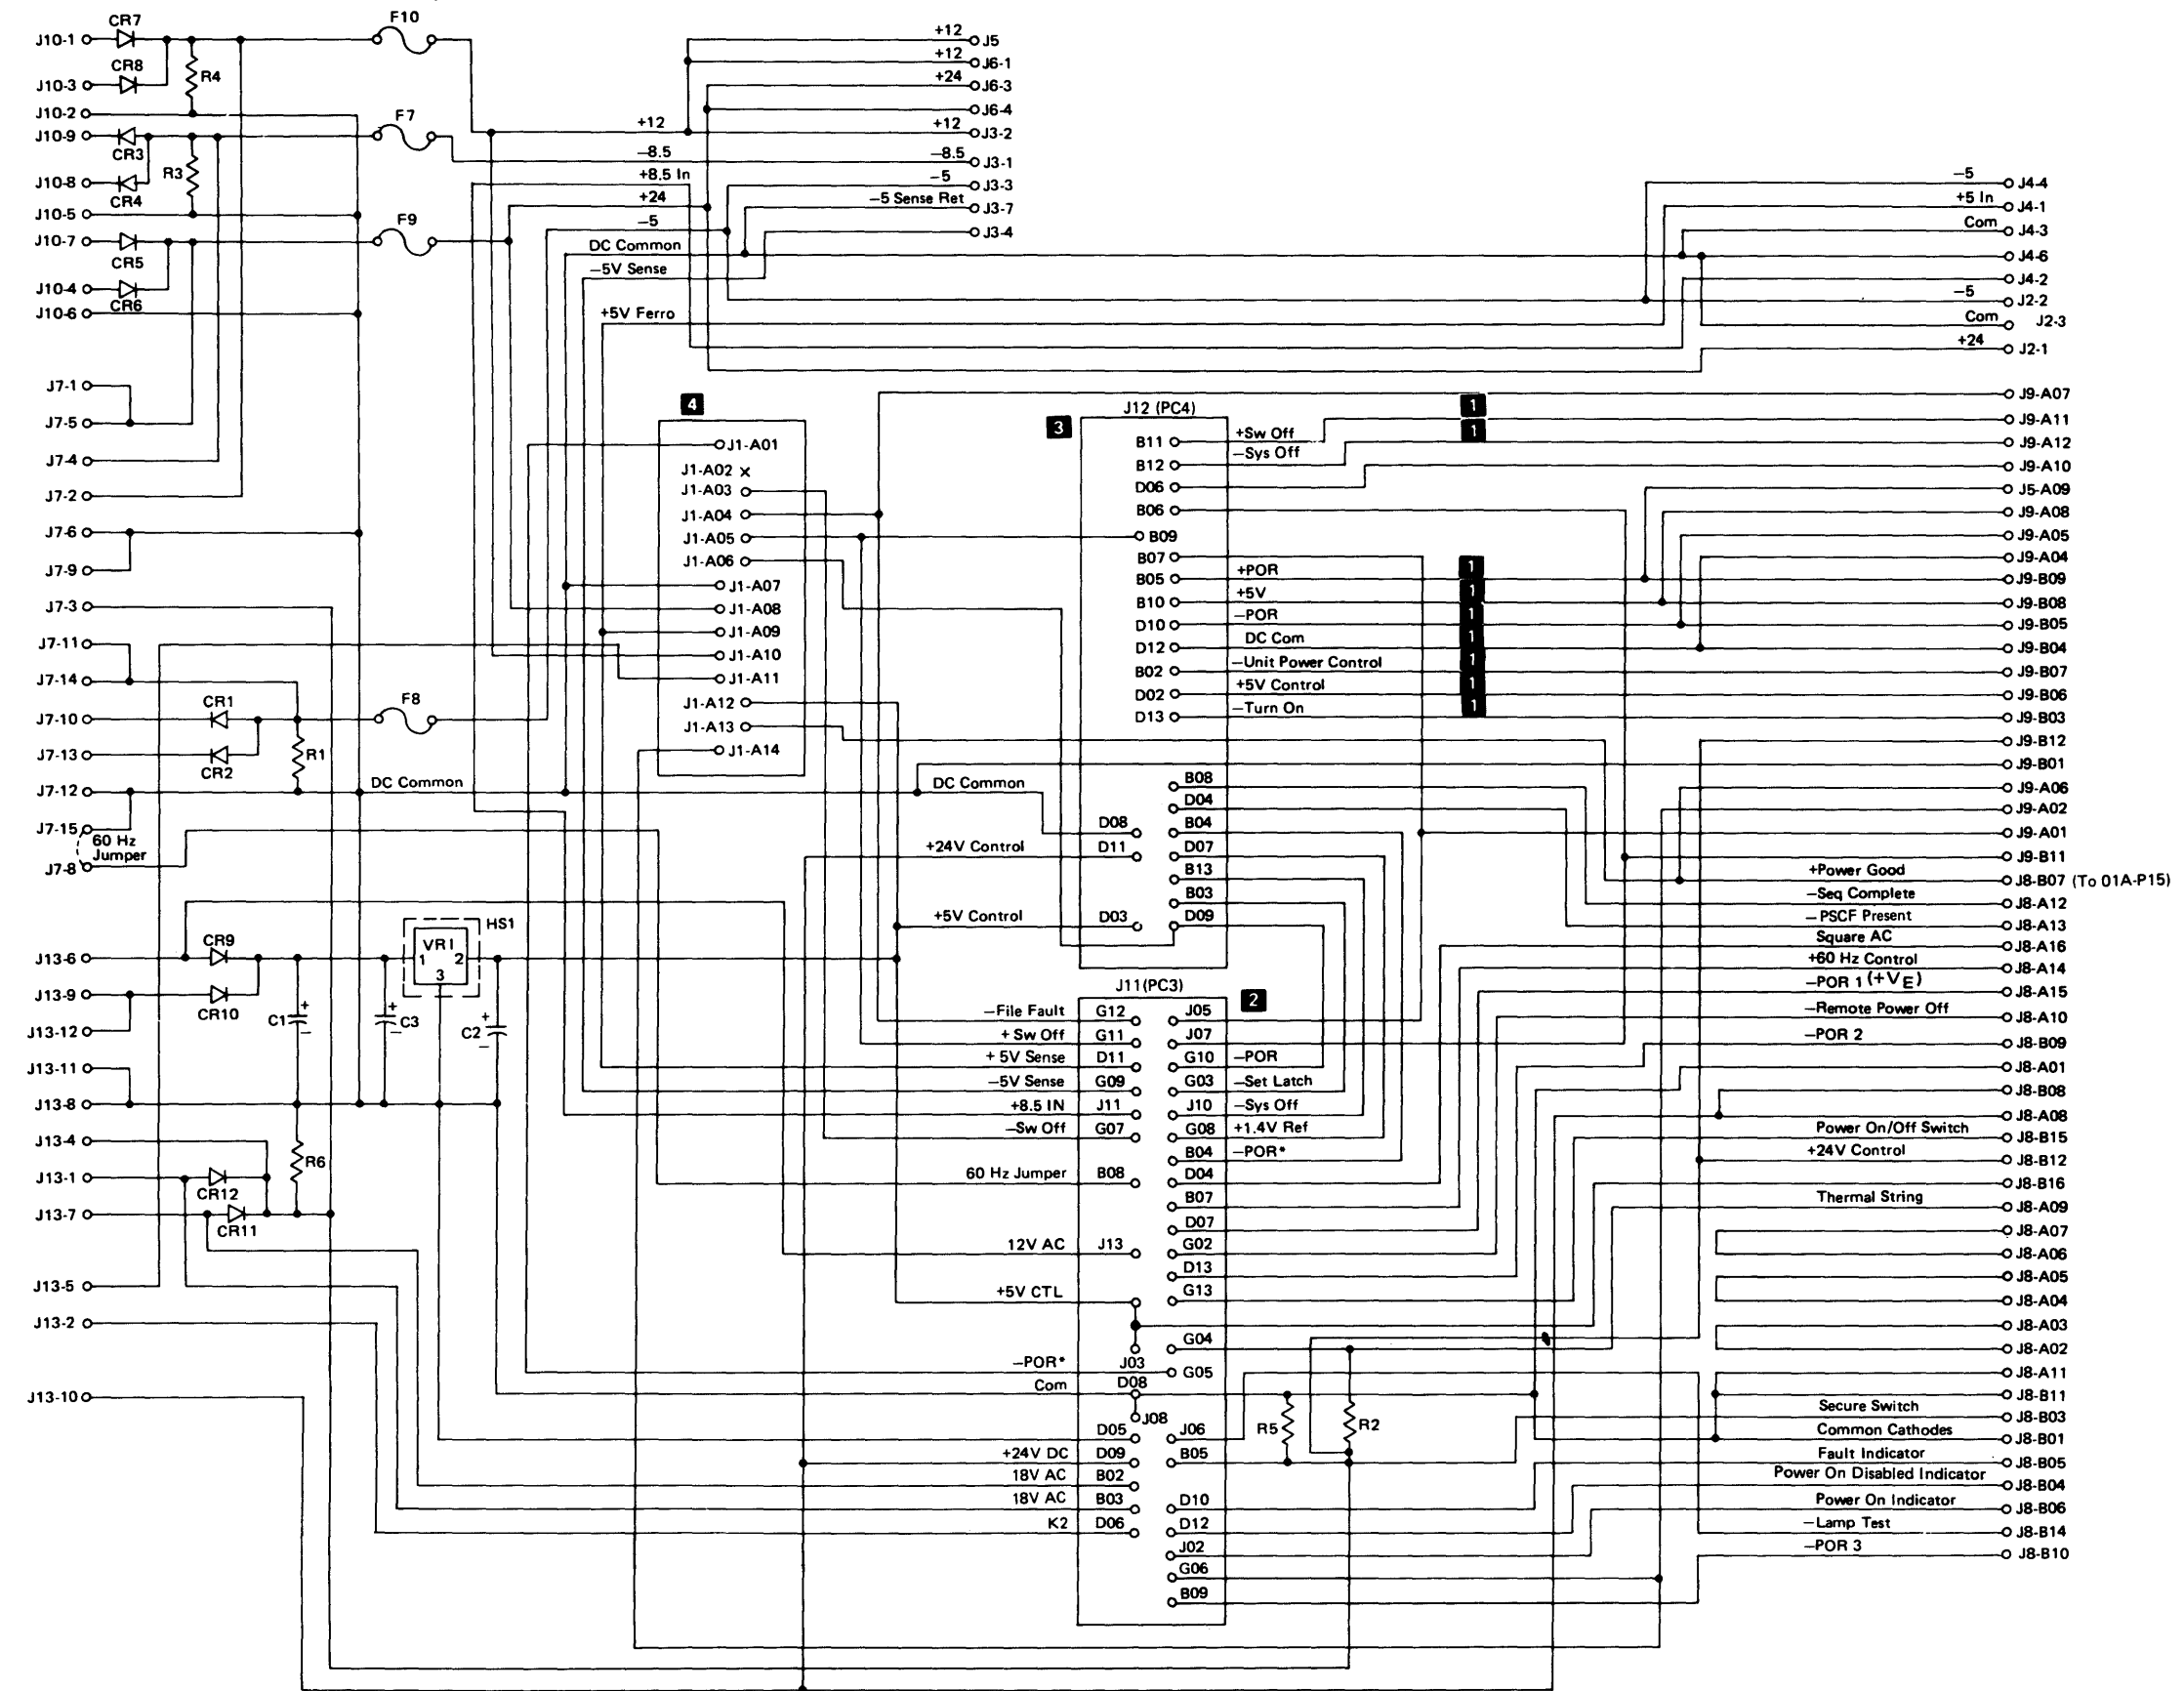 CR7
F10
J10-1
+12
J5
+12
J6-1
CR8
R4
+24
J6-3
J10-3
J6-4
J10-2
F7
+12
+12
J3-2
J10-9
CR3
−8.5
−8.5
J3-1
R3
+8.5 In
−5
J3-3
−5
J4-4
J10-8
CR4
+24
−5 Sense Ret
J3-7
+5 In
J4-1
J10-5
F9
−5
J3-4
Com
J4-3
J10-7
DC Common
J4-6
CR5
−5V Sense
J4-2
J10-4
−5
J2-2
CR6
J10-6
+5V Ferro
Com
J2-3
+24
J2-1
J7-1
J7-5
J7-4
J7-2
J7-6
J7-9
J7-3
J7-11
J7-14
J7-10
CR1
F8
J7-13
CR2
R1
J7-12
DC Common
J7-15
60 Hz
Jumper
J7-8
4
J1-A01
J1-A02 x
J1-A03
J1-A04
J1-A05
J1-A06
J1-A07
J1-A08
J1-A09
J1-A10
J1-A11
J1-A12
J1-A13
J1-A14
3
J12 (PC4)
J9-A07
B11
+Sw Off
1
J9-A11
B12
−Sys Off
1
J9-A12
D06
J9-A10
B06
J5-A09
B09
J9-A08
J9-A05
B07
J9-A04
B05
+POR
1
J9-B09
B10
+5V
1
J9-B08
D10
−POR
1
J9-B05
D12
DC Com
1
J9-B04
B02
−Unit Power Control
1
J9-B07
D02
+5V Control
1
J9-B06
D13
−Turn On
1
J9-B03
J9-B12
J9-B01
DC Common
B08
J9-A06
D04
J9-A02
D08
B04
J9-A01
+24V Control
D11
D07
J9-B11
B13
+Power Good
J8-B07 (To 01A-P15)
B03
−Seq Complete
J8-A12
+5V Control
D03
D09
−PSCF Present
J8-A13
Square AC
J8-A16
+60 Hz Control
J8-A14
−POR 1 (+VE)
J8-A15
−Remote Power Off
J8-A10
−POR 2
J8-B09
J8-A01
J8-B08
J8-A08
Power On/Off Switch
J8-B15
+24V Control
J8-B12
J8-B16
Thermal String
J8-A09
J8-A07
J8-A06
J8-A05
J8-A04
J8-A03
J8-A02
J8-A11
J8-B11
Secure Switch
J8-B03
Common Cathodes
J8-B01
Fault Indicator
J8-B05
Power On Disabled Indicator
J8-B04
Power On Indicator
J8-B06
−Lamp Test
J8-B14
−POR 3
J8-B10
CR9
HS1
VR1
J13-6
1
2
3
J13-9
CR10
C1
+
−
C3
+
−
C2
+
−
J13-12
J13-11
J13-8
J13-4
R6
J13-1
CR12
J13-7
CR11
J13-5
J13-2
J13-10
J11(PC3)
2
−File Fault
G12
J05
+ Sw Off
G11
J07
+ 5V Sense
D11
G10
−POR
−5V Sense
G09
G03
−Set Latch
+8.5 IN
J11
J10
−Sys Off
−Sw Off
G07
G08
+1.4V Ref
B04
−POR*
60 Hz Jumper
B08
D04
B07
D07
12V AC
J13
G02
D13
+5V CTL
G13
G04
−POR*
J03
G05
Com
D08
J08
D05
J06
R5
R2
+24V DC
D09
B05
18V AC
B02
18V AC
B03
D10
K2
D06
D12
J02
G06
B09